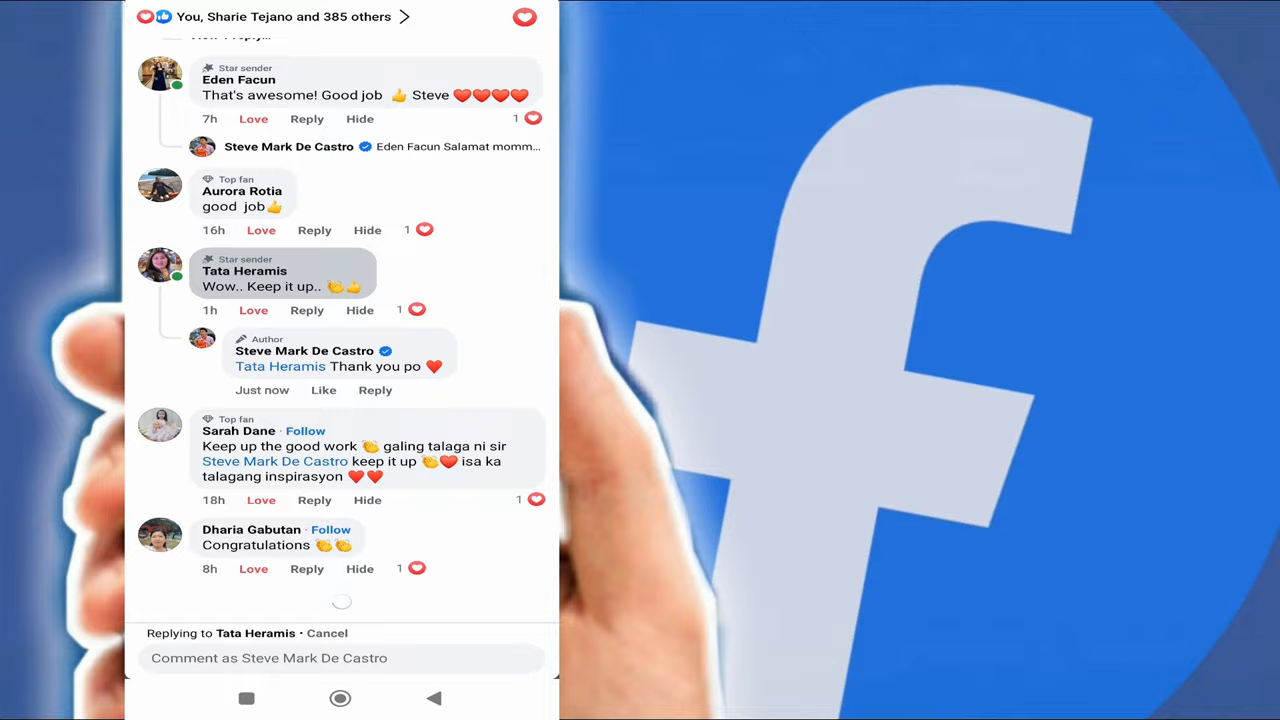 You, Sharie Tejano and 385 others
Star sender
Eden Facun
That's awesome! Good job 👍 Steve ❤️❤️❤️❤️
7h Love Reply Hide 1
Steve Mark De Castro Eden Facun Salamat momm...
Top fan
Aurora Rotia
good job👍
16h Love Reply Hide 1
Star sender
Tata Heramis
Wow.. Keep it up.. 👏👍
1h Love Reply Hide 1
Author
Steve Mark De Castro
Tata Heramis Thank you po ❤️
Just now Like Reply
Top fan
Sarah Dane · Follow
Keep up the good work 👏 galing talaga ni sir
Steve Mark De Castro keep it up 👏❤️ isa ka
talagang inspirasyon ❤️❤️
18h Love Reply Hide 1
Dharia Gabutan · Follow
Congratulations 👏👏
8h Love Reply Hide 1
Replying to Tata Heramis · Cancel
Comment as Steve Mark De Castro